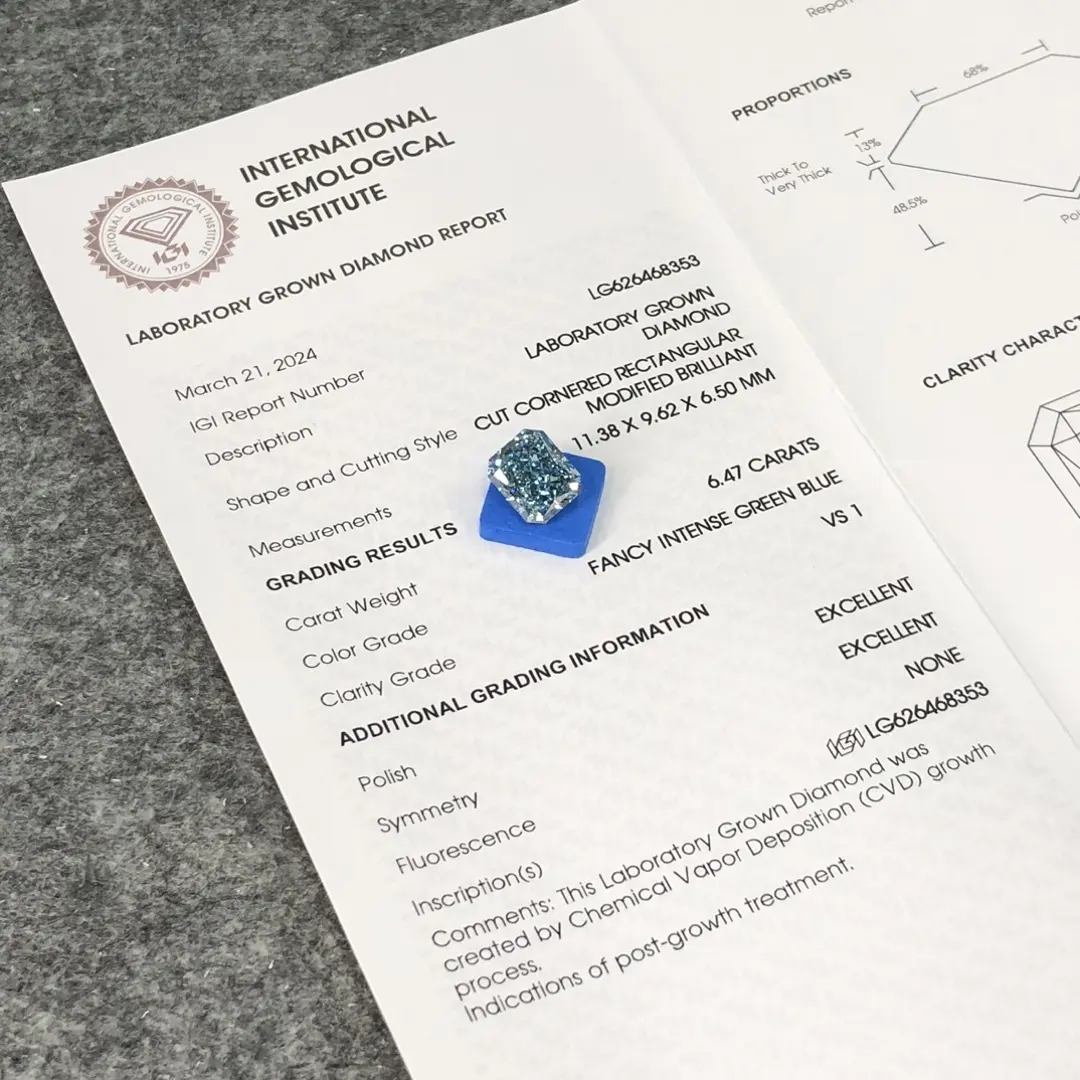 INTERNATIONAL
GEMOLOGICAL
INSTITUTE
INTERNATIONAL GEMOLOGICAL INSTITUTE
IGI
1975
LABORATORY GROWN DIAMOND REPORT
March 21, 2024
IGI Report Number LG626468353
Description LABORATORY GROWN
DIAMOND
Shape and Cutting Style CUT CORNERED RECTANGULAR
MODIFIED BRILLIANT
Measurements 11.38 X 9.62 X 6.50 MM
GRADING RESULTS
Carat Weight 6.47 CARATS
Color Grade FANCY INTENSE GREEN BLUE
Clarity Grade VS 1
ADDITIONAL GRADING INFORMATION
Polish EXCELLENT
Symmetry EXCELLENT
Fluorescence NONE
Inscription(s) IGI LG626468353
Comments: This Laboratory Grown Diamond was
created by Chemical Vapor Deposition (CVD) growth
process.
Indications of post-growth treatment.
PROPORTIONS
68%
13%
Thick To
Very Thick
48.5%
CLARITY CHARACT